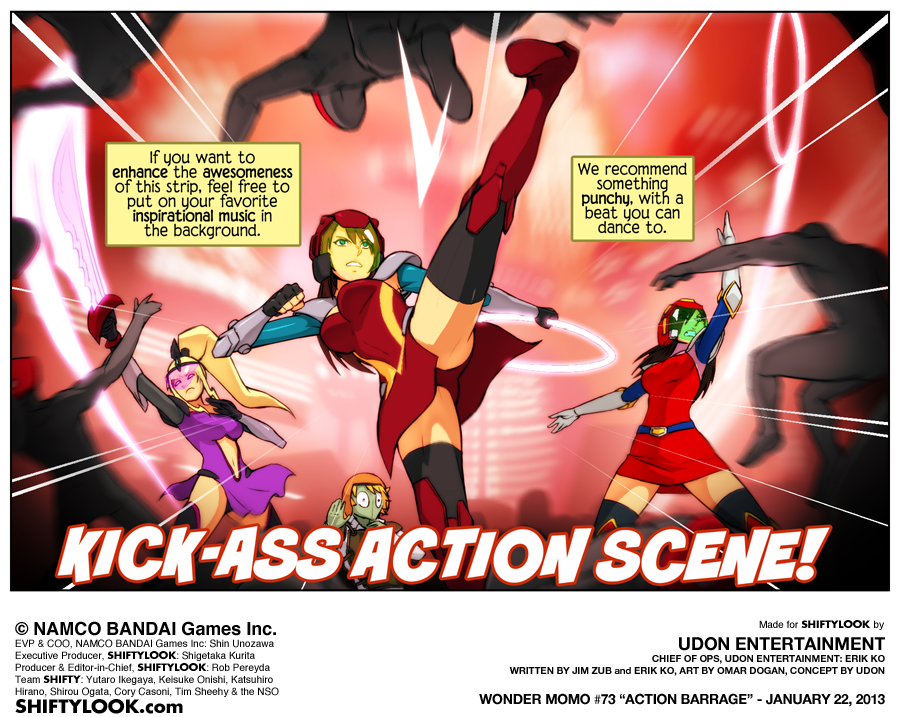 If you want to
enhance the awesomeness
of this strip, feel free to
put on your favorite
inspirational music in
the background.
We recommend
something
punchy, with a
beat you can
dance to.
KICK-ASS ACTION SCENE!
© NAMCO BANDAI Games Inc.
EVP & COO, NAMCO BANDAI Games Inc: Shin Unozawa
Executive Producer, SHIFTYLOOK: Shigetaka Kurita
Producer & Editor-in-Chief, SHIFTYLOOK: Rob Pereyda
Team SHIFTY: Yutaro Ikegaya, Keisuke Onishi, Katsuhiro
Hirano, Shirou Ogata, Cory Casoni, Tim Sheehy & the NSO
SHIFTYLOOK.com
Made for SHIFTYLOOK by
UDON ENTERTAINMENT
CHIEF OF OPS, UDON ENTERTAINMENT: ERIK KO
WRITTEN BY JIM ZUB and ERIK KO, ART BY OMAR DOGAN, CONCEPT BY UDON
WONDER MOMO #73 “ACTION BARRAGE” - JANUARY 22, 2013